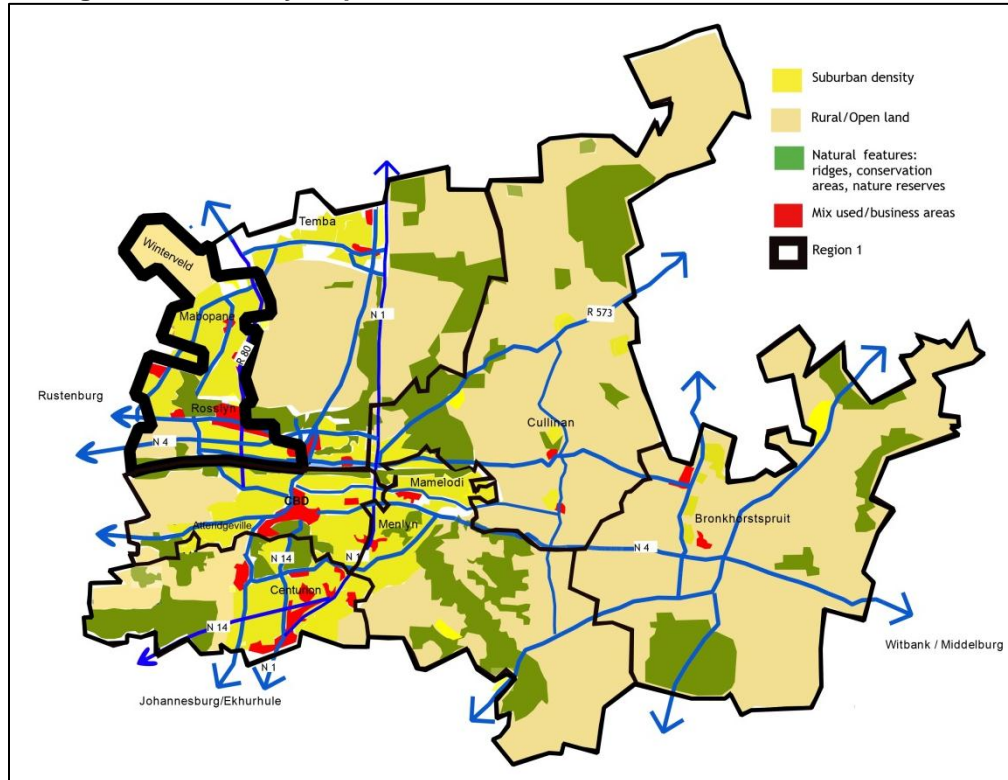 Suburban density
Rural/Open land
Natural features:
ridges, conservation
areas, nature reserves
Mix used/business areas
Region 1
Temba
Winterveld
Mabopane
R 80
N 1
R 573
Rustenburg
Rosslyn
N 4
Cullinan
Mamelodi
CBD
Atteridgeville
Menlyn
Bronkhorstspruit
N 4
N 14
N 1
Centurion
N 14
N 1
Witbank / Middelburg
Johannesburg/Ekhurhule